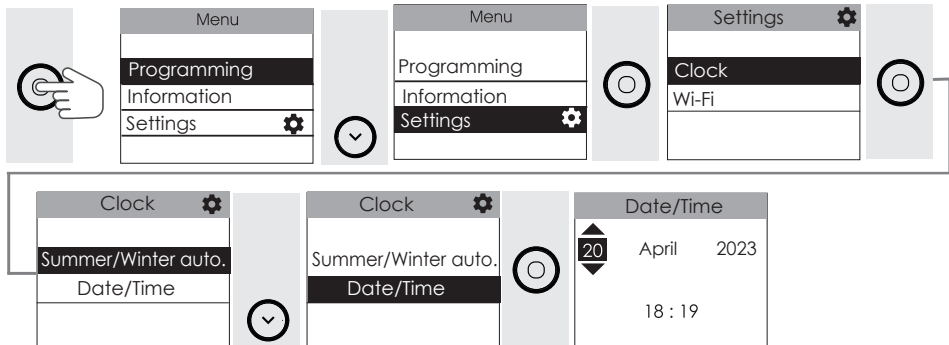 Menu
Programming
Information
Settings
Menu
Programming
Information
Settings
Settings
Clock
Wi-Fi
Clock
Summer/Winter auto.
Date/Time
Clock
Summer/Winter auto.
Date/Time
Date/Time
20 April 2023
18 : 19